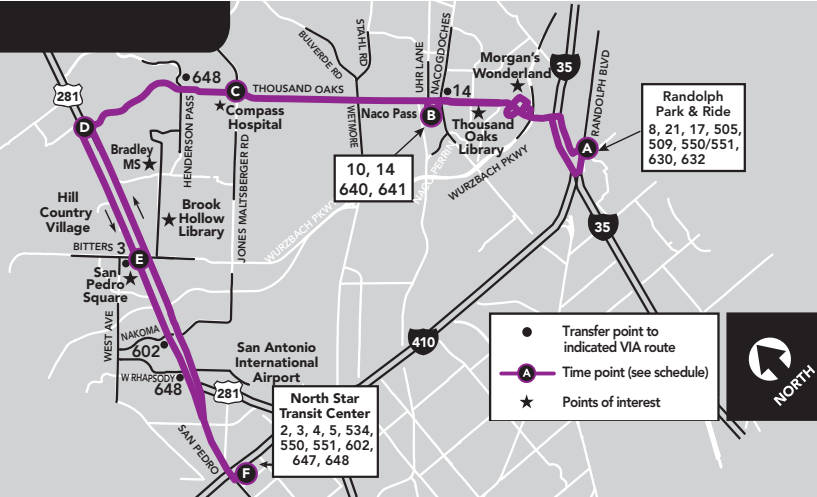 281
648
C
THOUSAND OAKS
Compass
Hospital
D
HENDERSON PASS
JONES MALTSBERGER RD
Bradley
MS
Brook
Hollow
Library
Hill
Country
Village
BITTERS
3
E
San
Pedro
Square
WEST AVE
NAKOMA
602
W RHAPSODY
648
281
SAN PEDRO
F
San Antonio
International
Airport
North Star
Transit Center
2, 3, 4, 5, 534,
550, 551, 602,
647, 648
BULVERDE RD
STAHL RD
WETMORE
UHR LANE
NACOGDOCHES
14
Naco Pass
B
10, 14
640, 641
NACO PERRIN
WURZBACH PKWY
WURZBACH PKWY
Morgan's
Wonderland
Thousand
Oaks
Library
35
RANDOLPH BLVD
A
Randolph
Park & Ride
8, 21, 17, 505,
509, 550/551,
630, 632
35
410
Transfer point to
indicated VIA route
A
Time point (see schedule)
Points of interest
NORTH